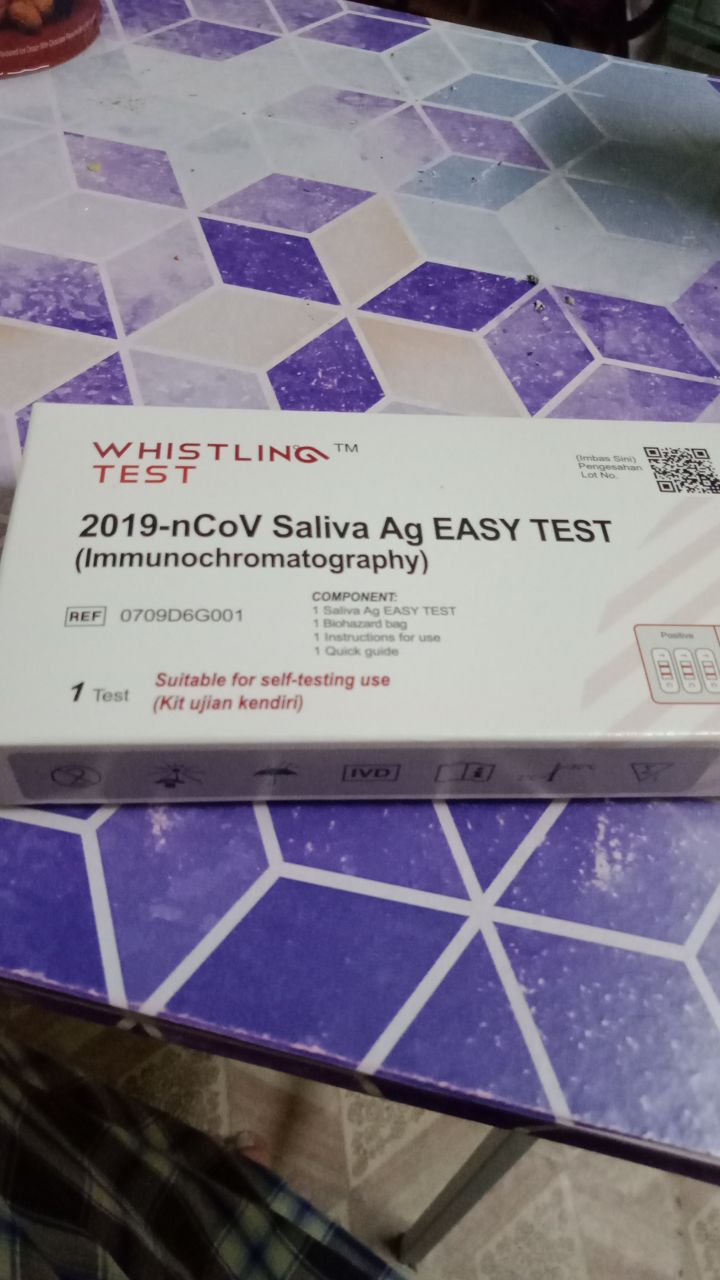 WHISTLING TM
TEST
(Imbas Sini)
Pengesahan
Lot No.
2019-nCoV Saliva Ag EASY TEST
(Immunochromatography)
REF 0709D6G001
COMPONENT:
1 Saliva Ag EASY TEST
1 Biohazard bag
1 Instructions for use
1 Quick guide
Positive
1 Test
Suitable for self-testing use
(Kit ujian kendiri)
IVD